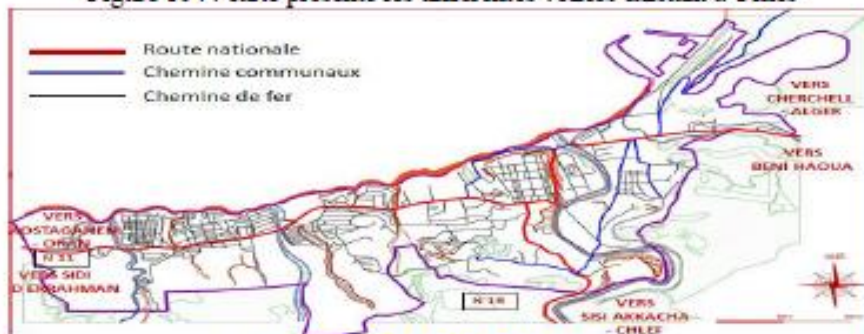 Route nationale
Chemine communaux
Chemine de fer
VERS
CHERCHELL
- ALGER
VERS
BENI HAOUA
VERS
OSTAGANEM
- ORAN
N 11
VERS SIDI
D ERRAHMAN
N 19
VERS
SISI AKKACHA
- CHLEF